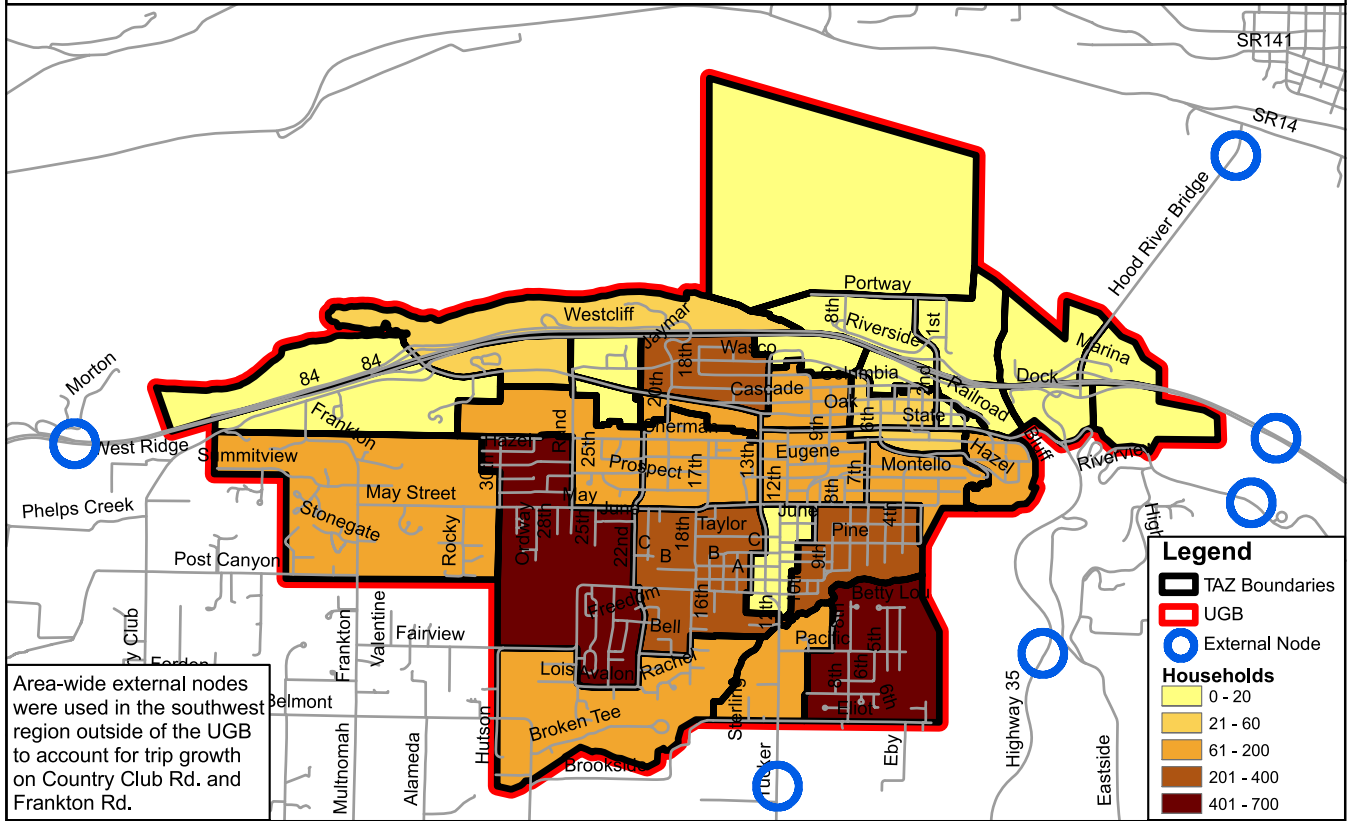 SR141
SR14
Hood River Bridge
Portway
8th
Riverside
1st
Westcliff
Jaymar
Marina
Wasco
18th
84
84
Morton
Columbia
2nd
Dock
20th
Cascade
Railroad
Oak
6th
State
Frankton
9th
Sherman
Rand
West Ridge
Hazel
25th
13th
Eugene
Hazel
Bluff
Summitview
Prospect
17th
Riverview
7th
Montello
12th
May Street
May
8th
Phelps Creek
Stonegate
June
June
4th
Ordway
28th
25th
22nd
18th
Taylor
Pine
Rocky
C
B
B
C
A
9th
Post Canyon
Freedom
16th
Betty Lou
Valentine
Fairview
Bell
Pacific
5th
Frankton
Lois
Avalon
Rachel
8th
6th
Belmont
Broken Tee
Sterling
Eliot
Hutson
Highway 35
Multnomah
Alameda
Brookside
Tucker
Eby
Eastside
Area-wide external nodes
were used in the southwest
region outside of the UGB
to account for trip growth
on Country Club Rd. and
Frankton Rd.
Legend
TAZ Boundaries
UGB
External Node
Households
0 - 20
21 - 60
61 - 200
201 - 400
401 - 700